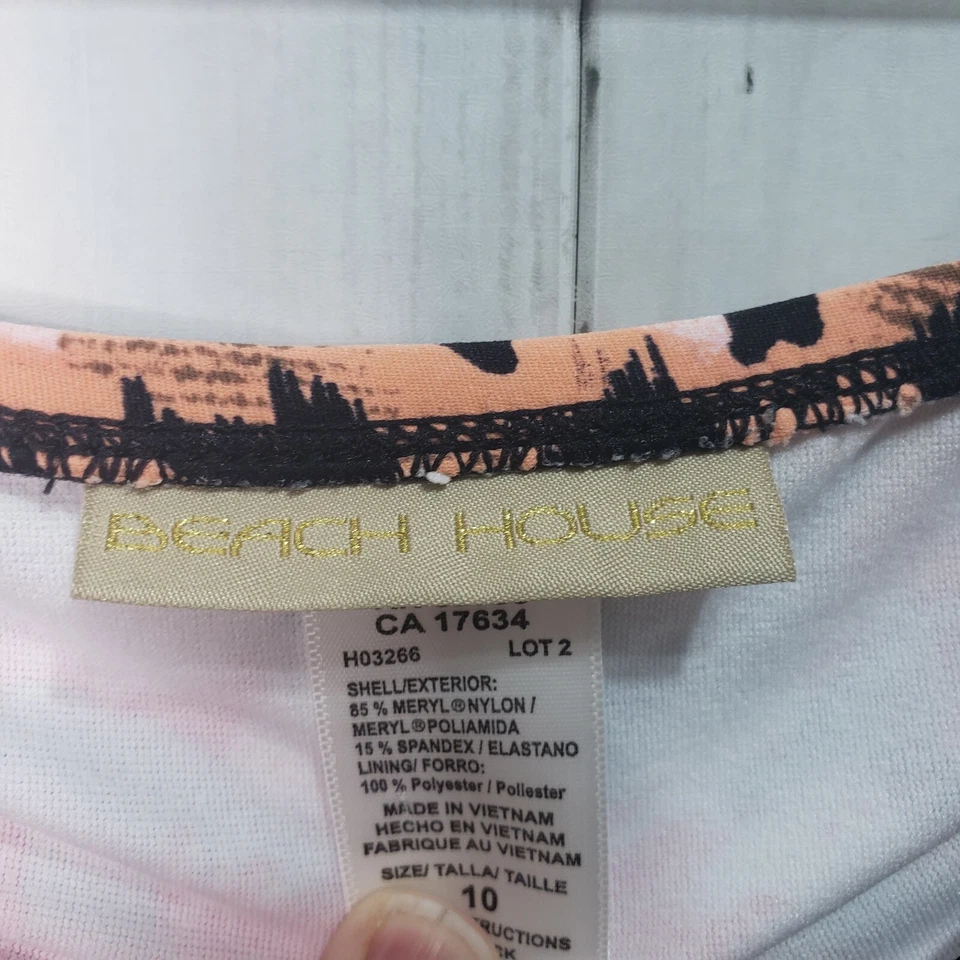 BEACH HOUSE
CA 17634
H03266 LOT 2
SHELL/EXTERIOR:
85 % MERYL®NYLON /
MERYL®POLIAMIDA
15 % SPANDEX / ELASTANO
LINING/ FORRO:
100 % Polyester / Poliester
MADE IN VIETNAM
HECHO EN VIETNAM
FABRIQUE AU VIETNAM
SIZE/ TALLA/ TAILLE
10